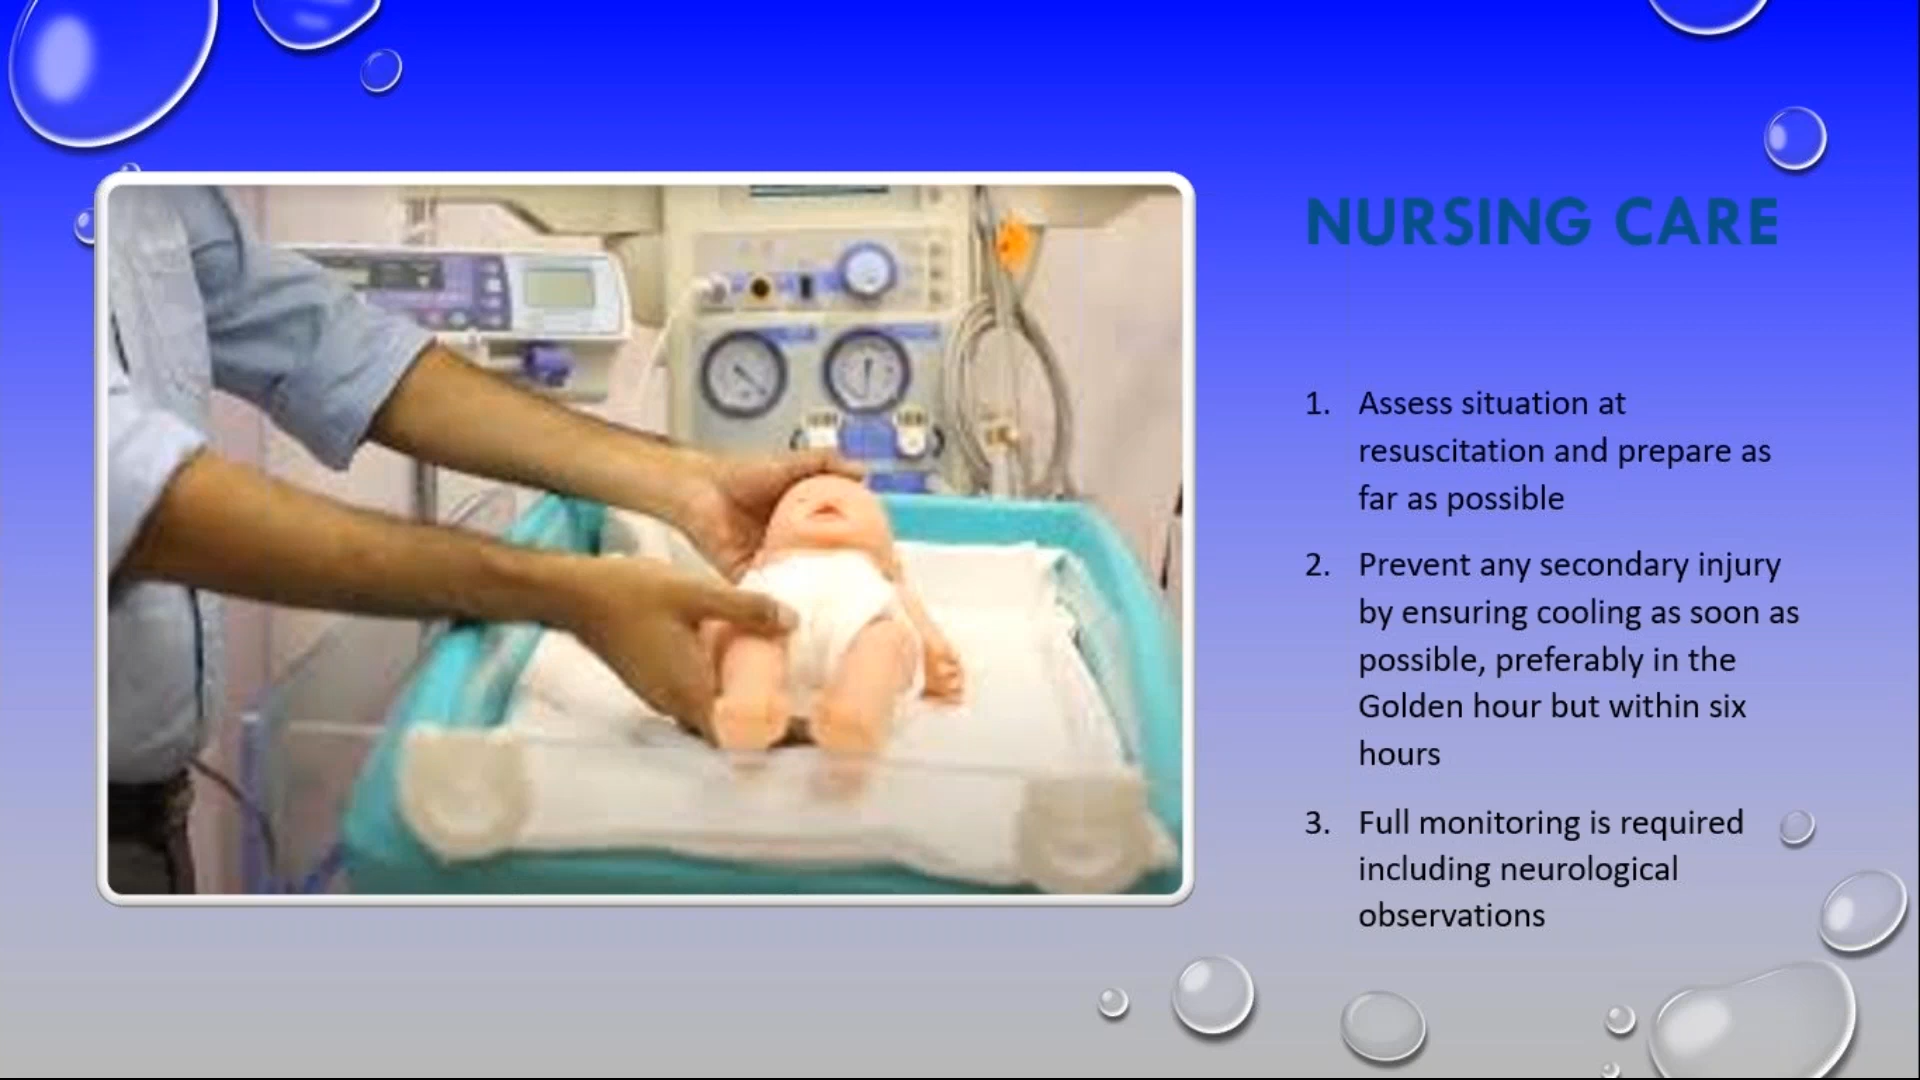 NURSING CARE
1. Assess situation at
resuscitation and prepare as
far as possible
2. Prevent any secondary injury
by ensuring cooling as soon as
possible, preferably in the
Golden hour but within six
hours
3. Full monitoring is required
including neurological
observations